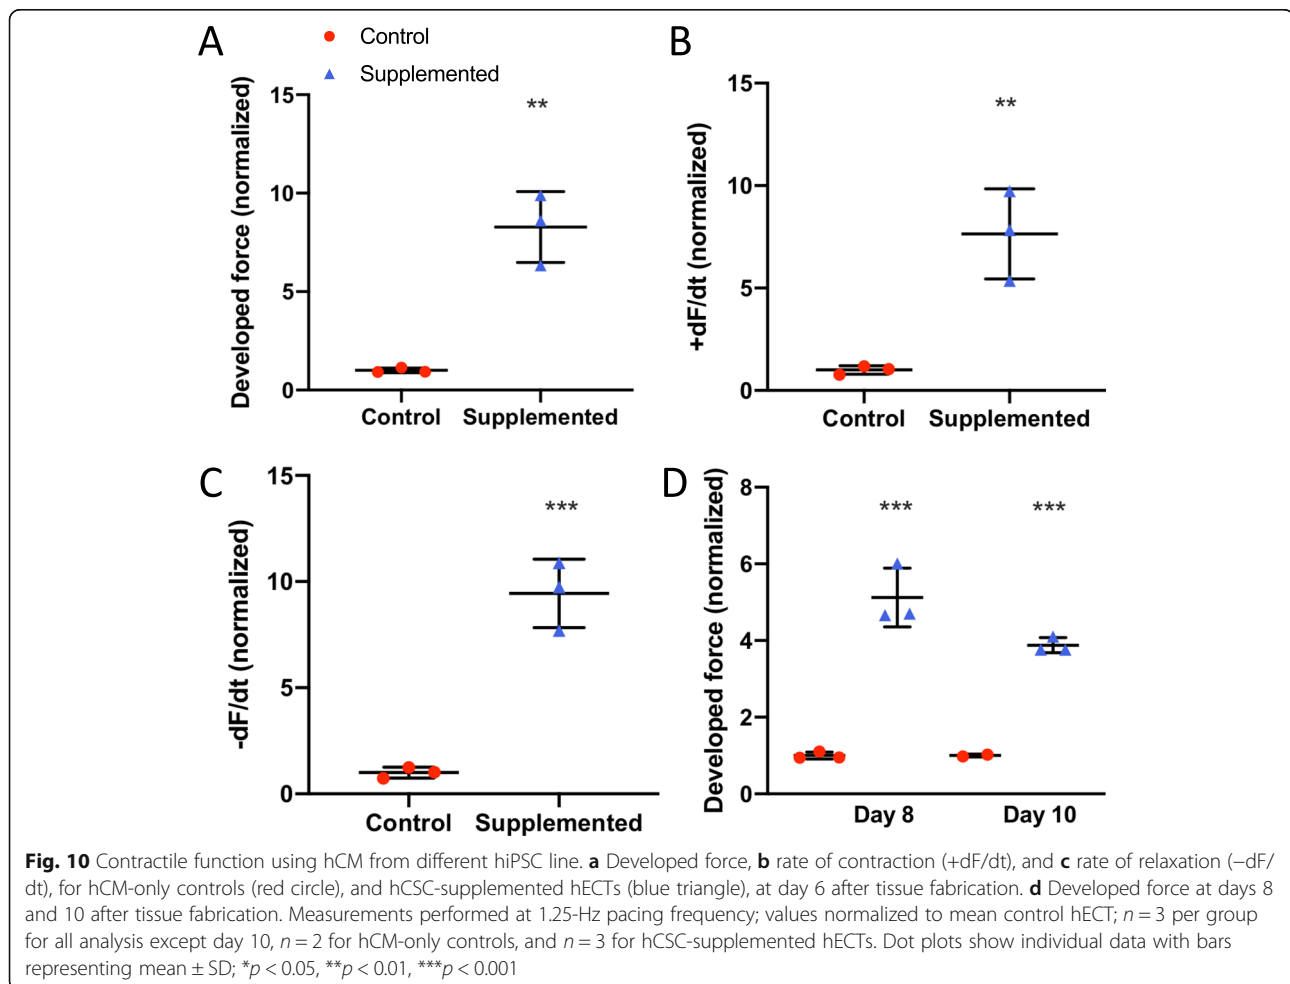 A
Control
Supplemented
Developed force (normalized)
15
10
5
0
**
Control Supplemented
B
+dF/dt (normalized)
15
10
5
0
**
Control Supplemented
C
-dF/dt (normalized)
15
10
5
0
***
Control Supplemented
D
Developed force (normalized)
8
6
4
2
0
*** ***
Day 8 Day 10
Fig. 10 Contractile function using hCM from different hiPSC line. a Developed force, b rate of contraction (+dF/dt), and c rate of relaxation (−dF/
dt), for hCM-only controls (red circle), and hCSC-supplemented hECTs (blue triangle), at day 6 after tissue fabrication. d Developed force at days 8
and 10 after tissue fabrication. Measurements performed at 1.25-Hz pacing frequency; values normalized to mean control hECT; n = 3 per group
for all analysis except day 10, n = 2 for hCM-only controls, and n = 3 for hCSC-supplemented hECTs. Dot plots show individual data with bars
representing mean ± SD; *p < 0.05, **p < 0.01, ***p < 0.001